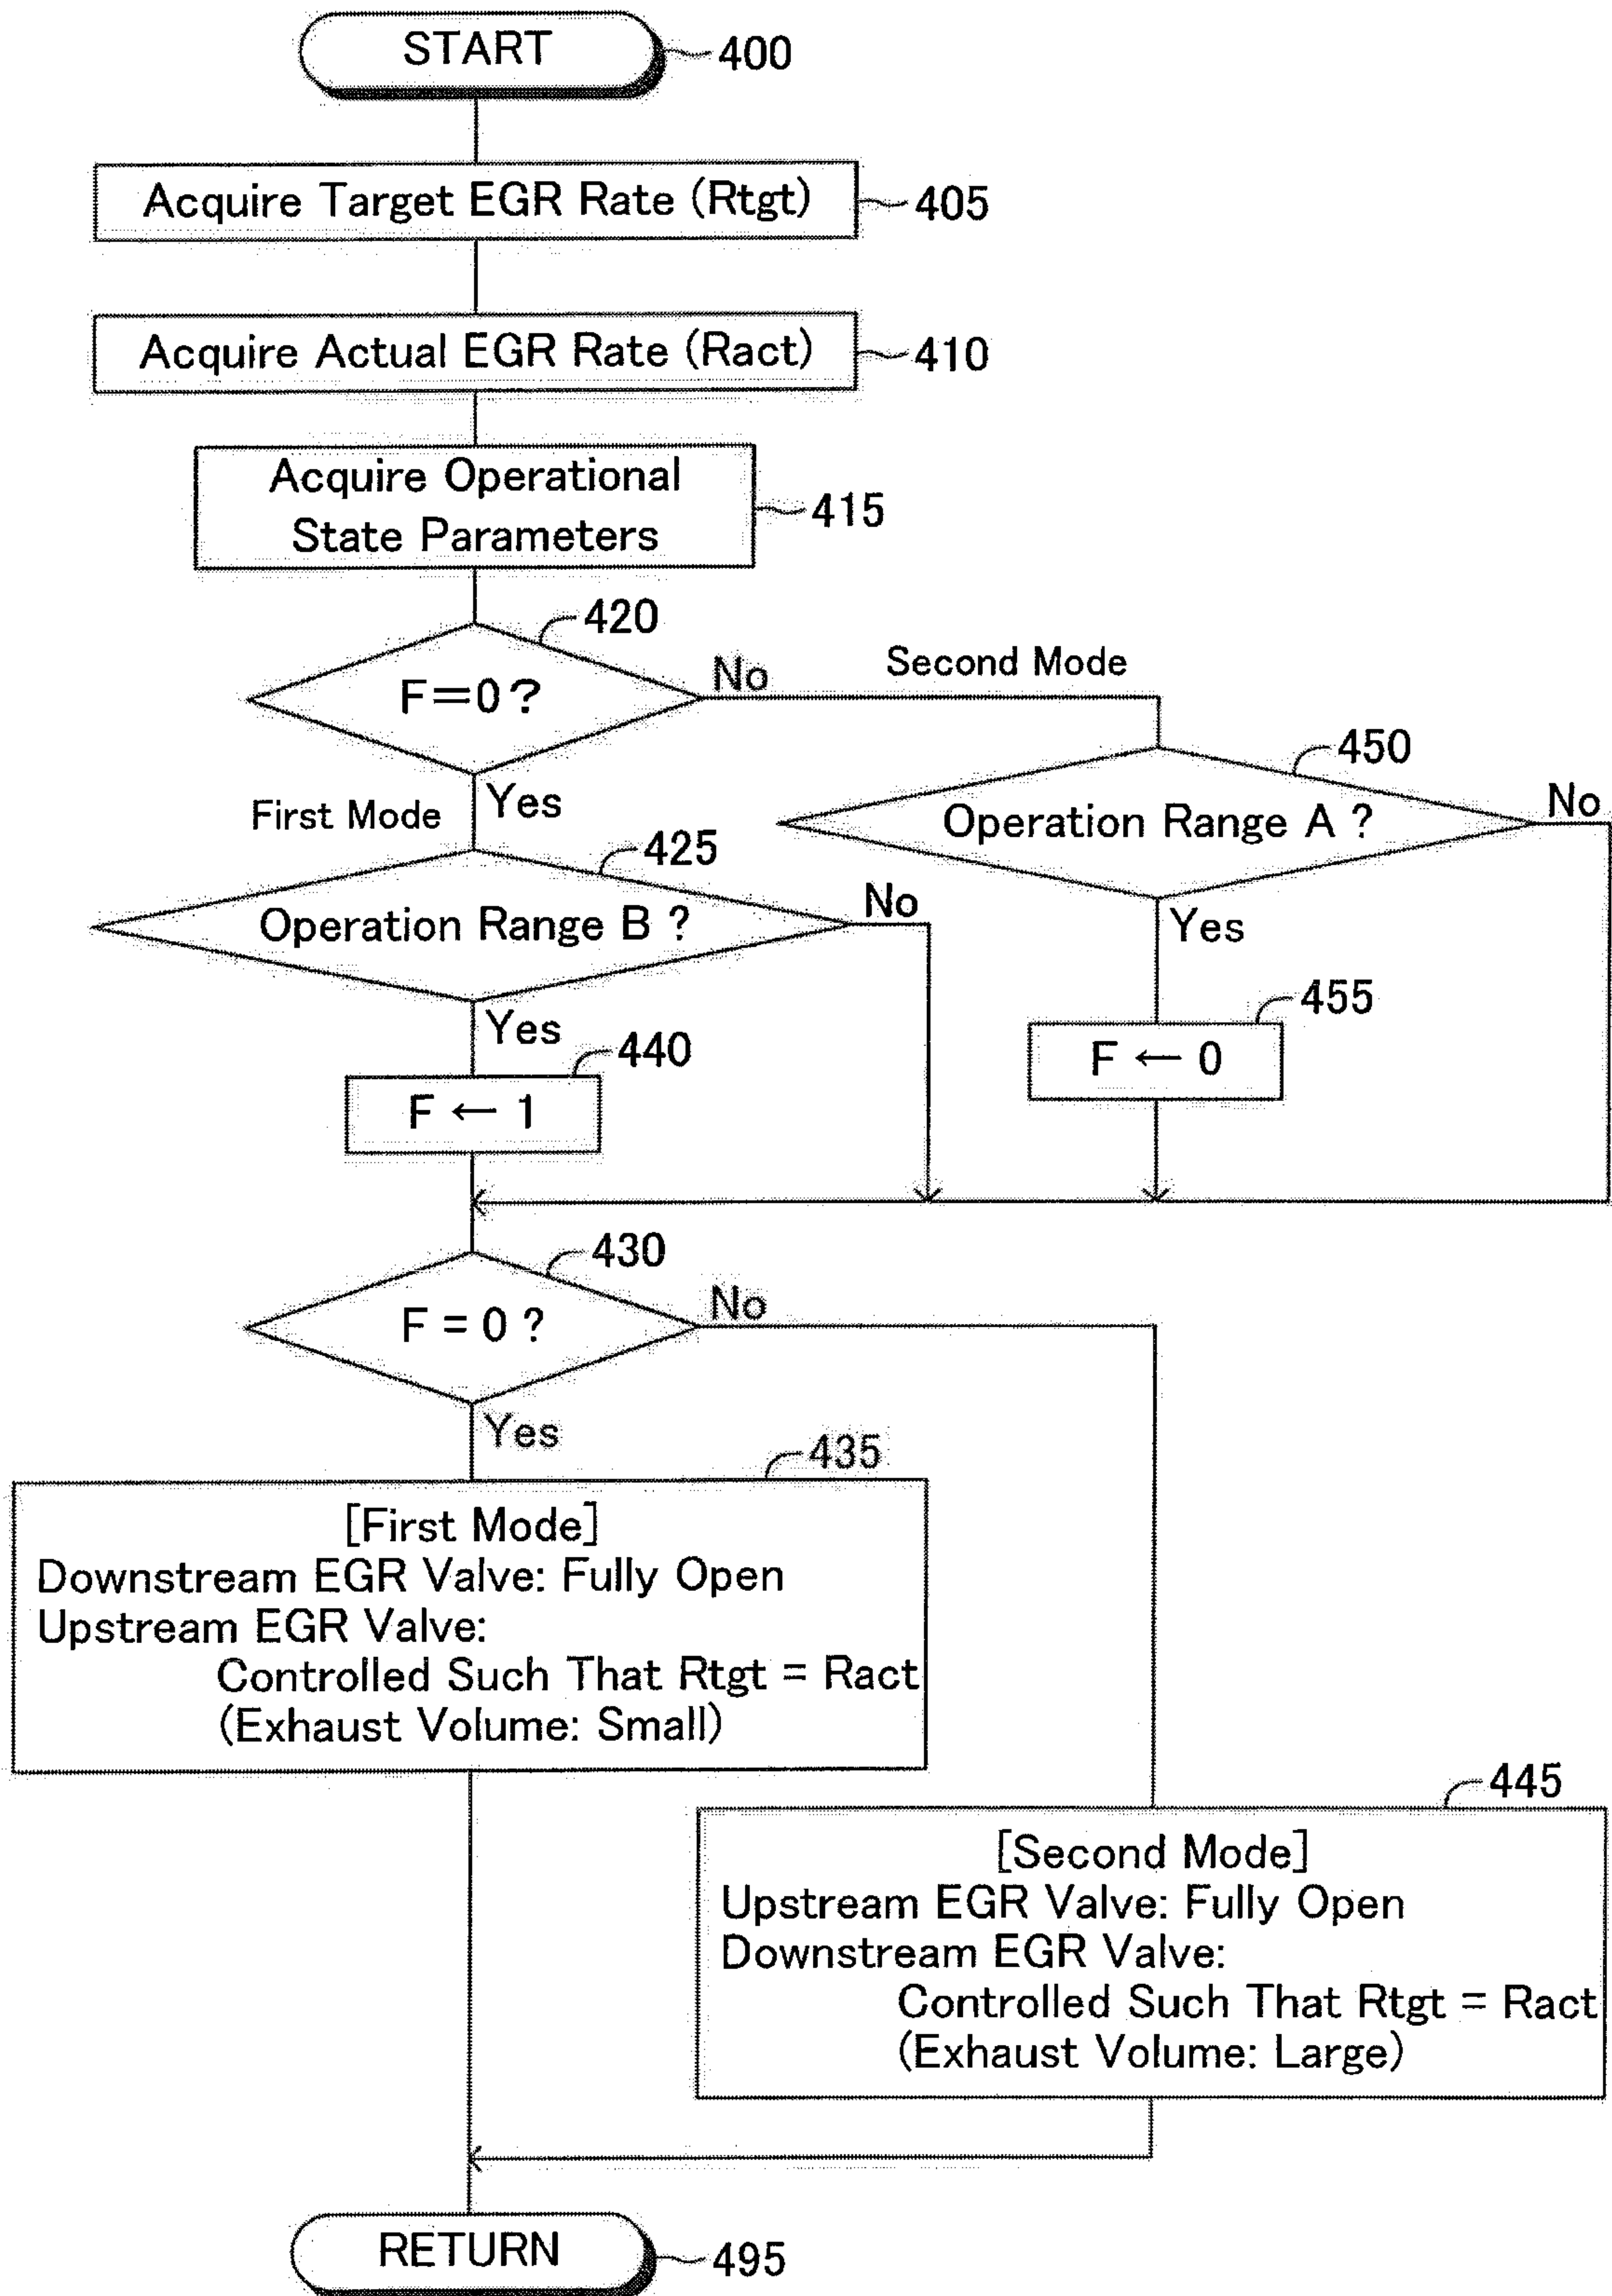 START
400
Acquire Target EGR Rate (Rtgt)
405
Acquire Actual EGR Rate (Ract)
410
Acquire Operational
State Parameters
415
420
F=0?
No
Second Mode
Yes
First Mode
450
Operation Range A ?
No
Yes
425
Operation Range B ?
No
Yes
455
F ← 0
440
F ← 1
430
F = 0 ?
No
Yes
435
[First Mode]
Downstream EGR Valve: Fully Open
Upstream EGR Valve:
Controlled Such That Rtgt = Ract
(Exhaust Volume: Small)
445
[Second Mode]
Upstream EGR Valve: Fully Open
Downstream EGR Valve:
Controlled Such That Rtgt = Ract
(Exhaust Volume: Large)
RETURN
495